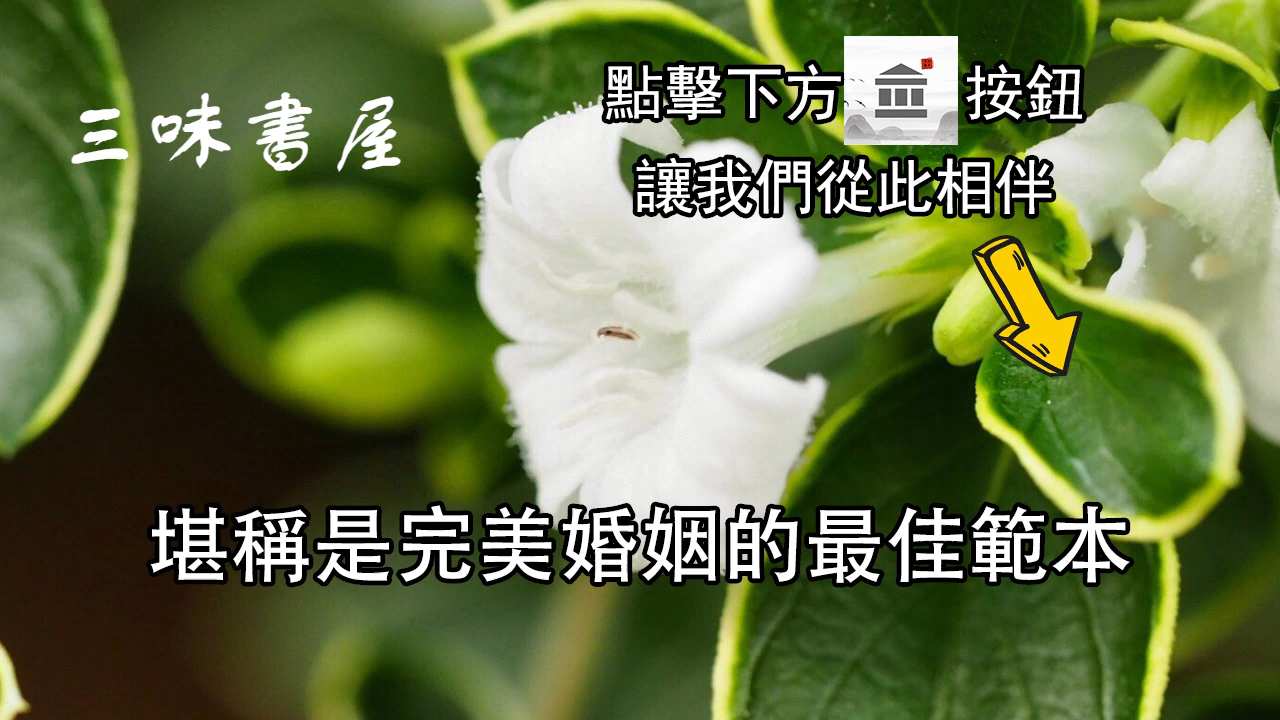 三味書屋
點擊下方 按鈕
讓我們從此相伴
堪稱是完美婚姻的最佳範本